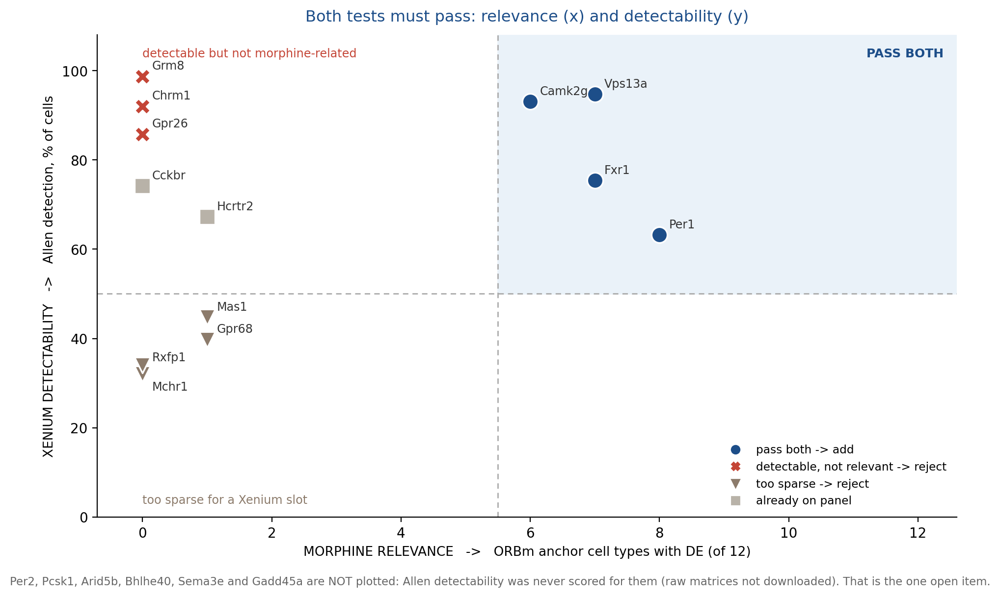 Both tests must pass: relevance (x) and detectability (y)
detectable but not morphine-related
PASS BOTH
Grm8
Chrm1
Gpr26
Cckbr
Hcrtr2
Camk2g
Vps13a
Fxr1
Per1
Mas1
Gpr68
Rxfp1
Mchr1
too sparse for a Xenium slot
pass both -> add
detectable, not relevant -> reject
too sparse -> reject
already on panel
XENIUM DETECTABILITY -> Allen detection, % of cells
100
80
60
40
20
0
0 2 4 6 8 10 12
MORPHINE RELEVANCE -> ORBm anchor cell types with DE (of 12)
Per2, Pcsk1, Arid5b, Bhlhe40, Sema3e and Gadd45a are NOT plotted: Allen detectability was never scored for them (raw matrices not downloaded). That is the one open item.